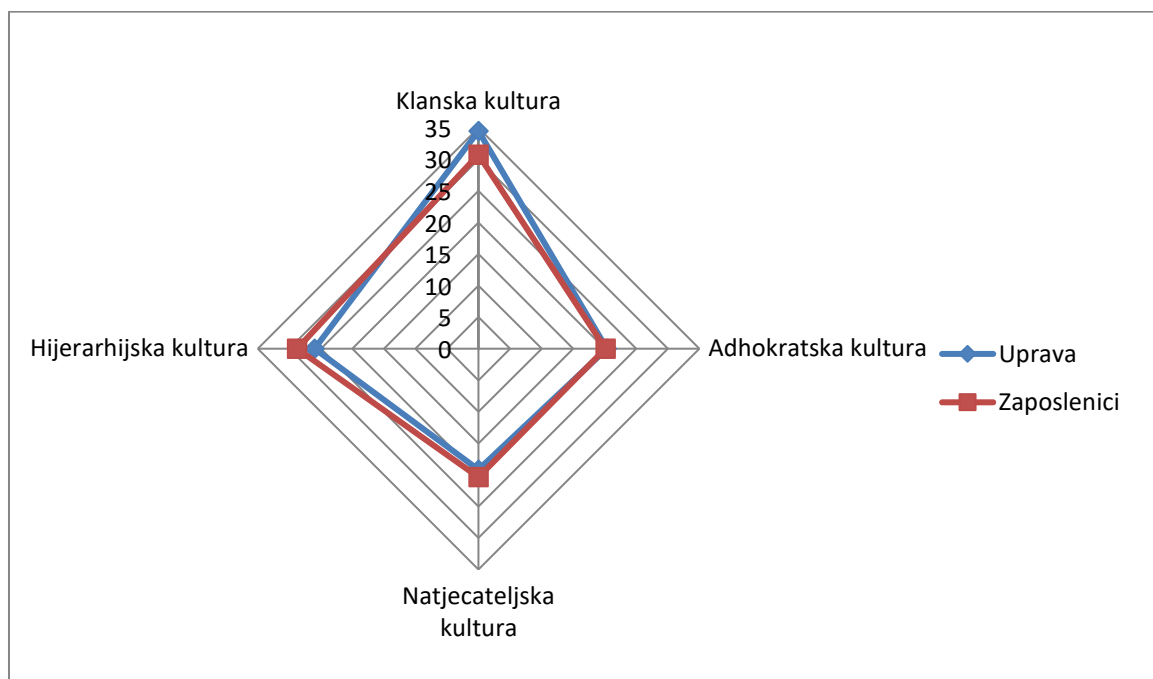 Klanska kultura
35
30
25
20
15
10
5
0
Hijerarhijska kultura
Adhokratska kultura
Natjecateljska
kultura
Uprava
Zaposlenici